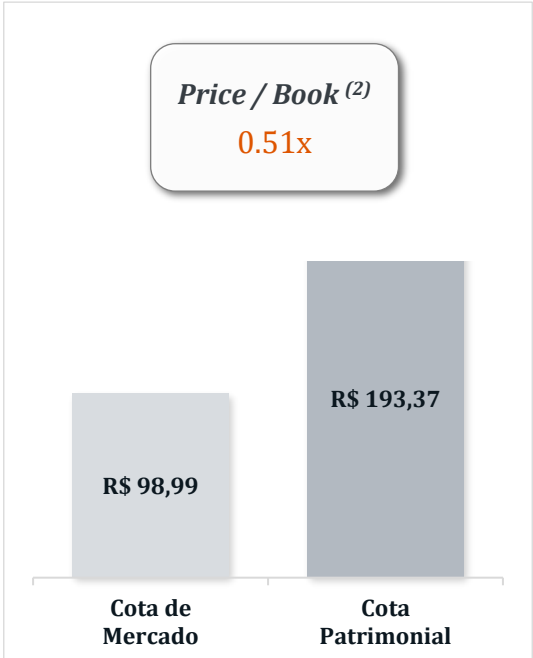 Price / Book (2)
0.51x
R$ 193,37
R$ 98,99
Cota de
Mercado
Cota
Patrimonial